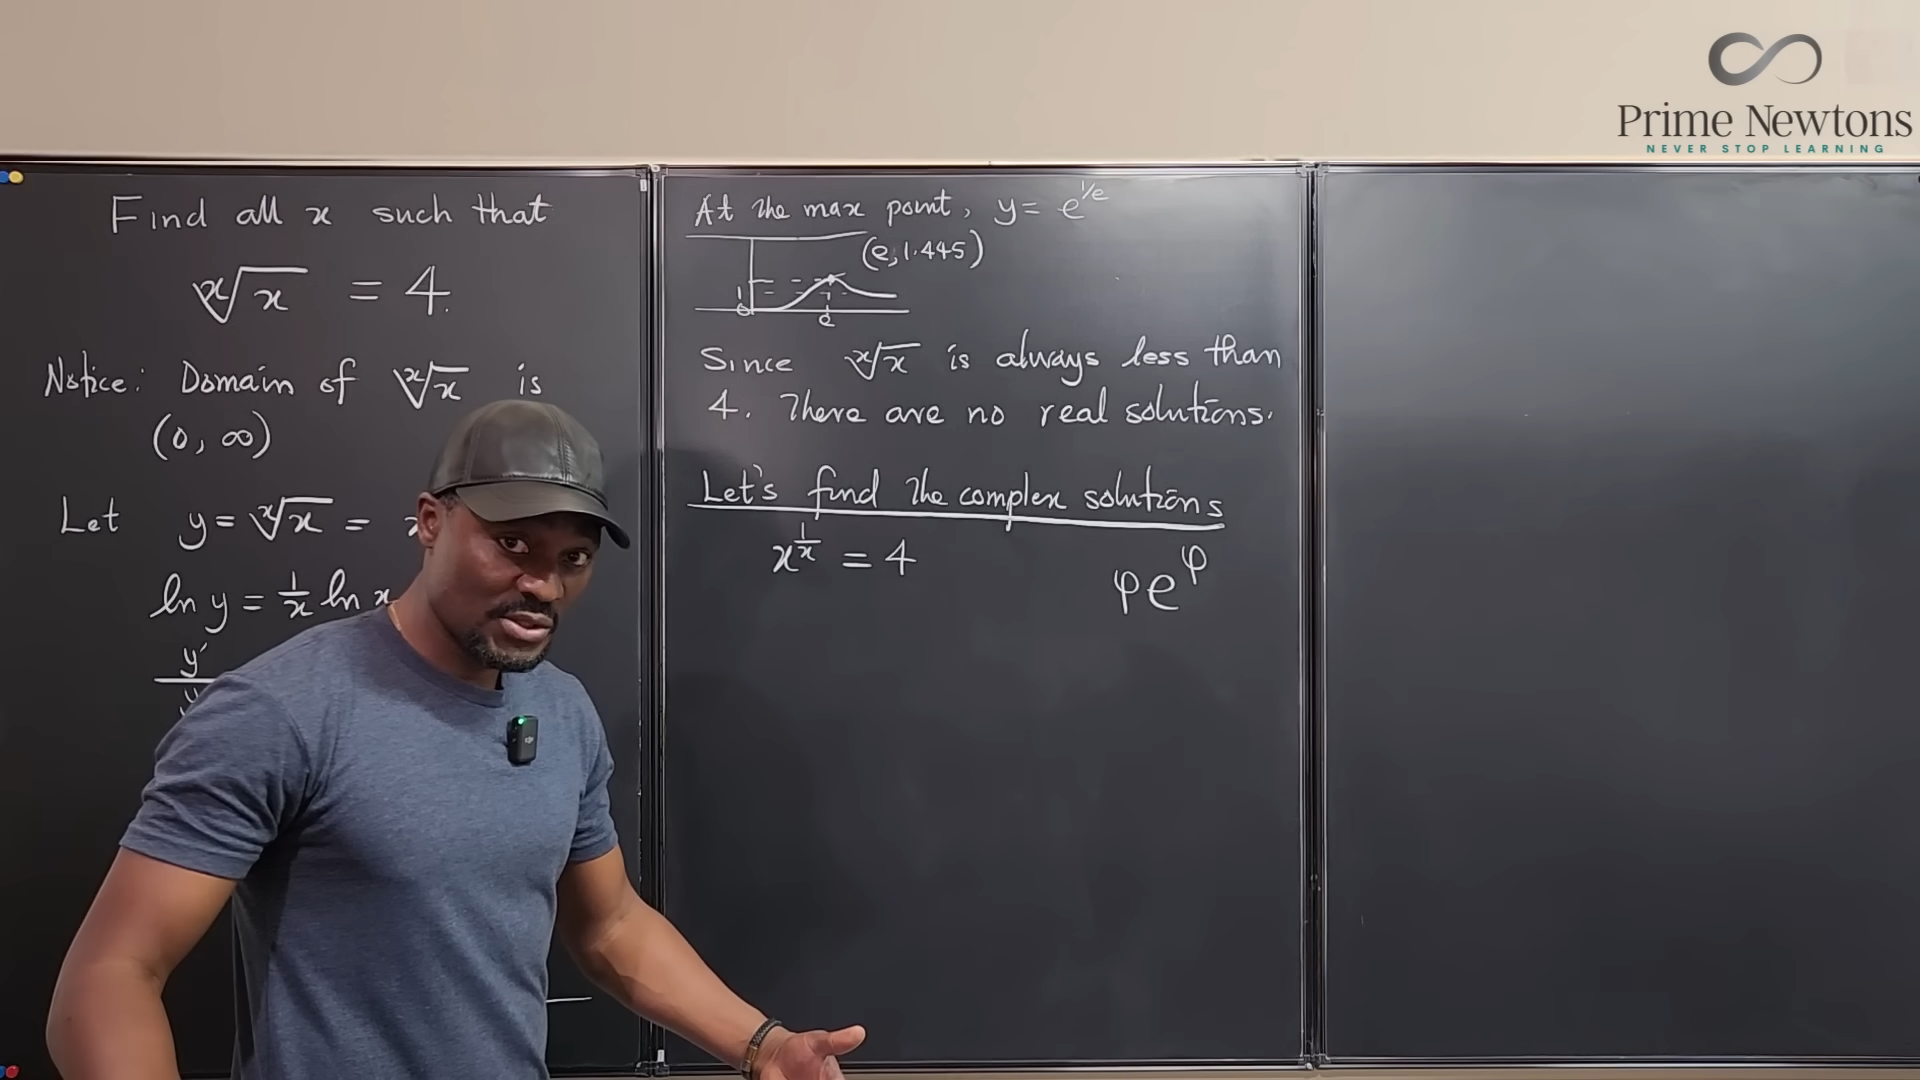 Prime Newtons
NEVER STOP LEARNING
Find all x such that
ˣ√x = 4.
Notice: Domain of ˣ√x is
(0, ∞)
Let y = ˣ√x =
ln y = 1/x ln x
y'
At the max point, y = e^(1/e)
(e, 1.445)
1
0
e
Since ˣ√x is always less than
4. There are no real solutions.
Let's find the complex solutions
x^(1/x) = 4
φe^φ